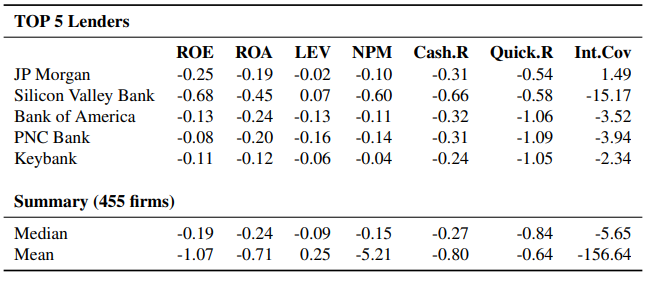 TOP 5 Lenders
ROE ROA LEV NPM Cash.R Quick.R Int.Cov
JP Morgan -0.25 -0.19 -0.02 -0.10 -0.31 -0.54 1.49
Silicon Valley Bank -0.68 -0.45 0.07 -0.60 -0.66 -0.58 -15.17
Bank of America -0.13 -0.24 -0.13 -0.11 -0.32 -1.06 -3.52
PNC Bank -0.08 -0.20 -0.16 -0.14 -0.31 -1.09 -3.94
Keybank -0.11 -0.12 -0.06 -0.04 -0.24 -1.05 -2.34
Summary (455 firms)
Median -0.19 -0.24 -0.09 -0.15 -0.27 -0.84 -5.65
Mean -1.07 -0.71 0.25 -5.21 -0.80 -0.64 -156.64